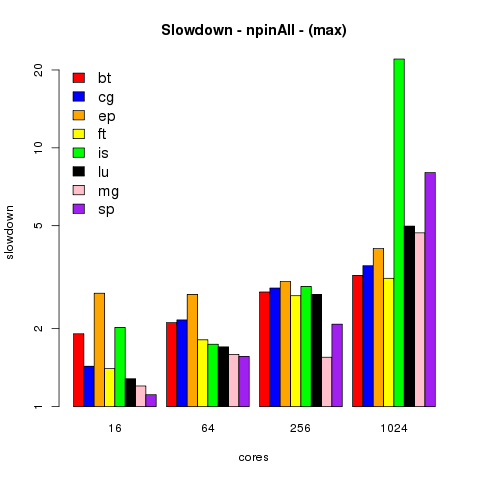 Slowdown - npinAll - (max)
20
10
5
2
1
slowdown
bt
cg
ep
ft
is
lu
mg
sp
16
64
256
1024
cores